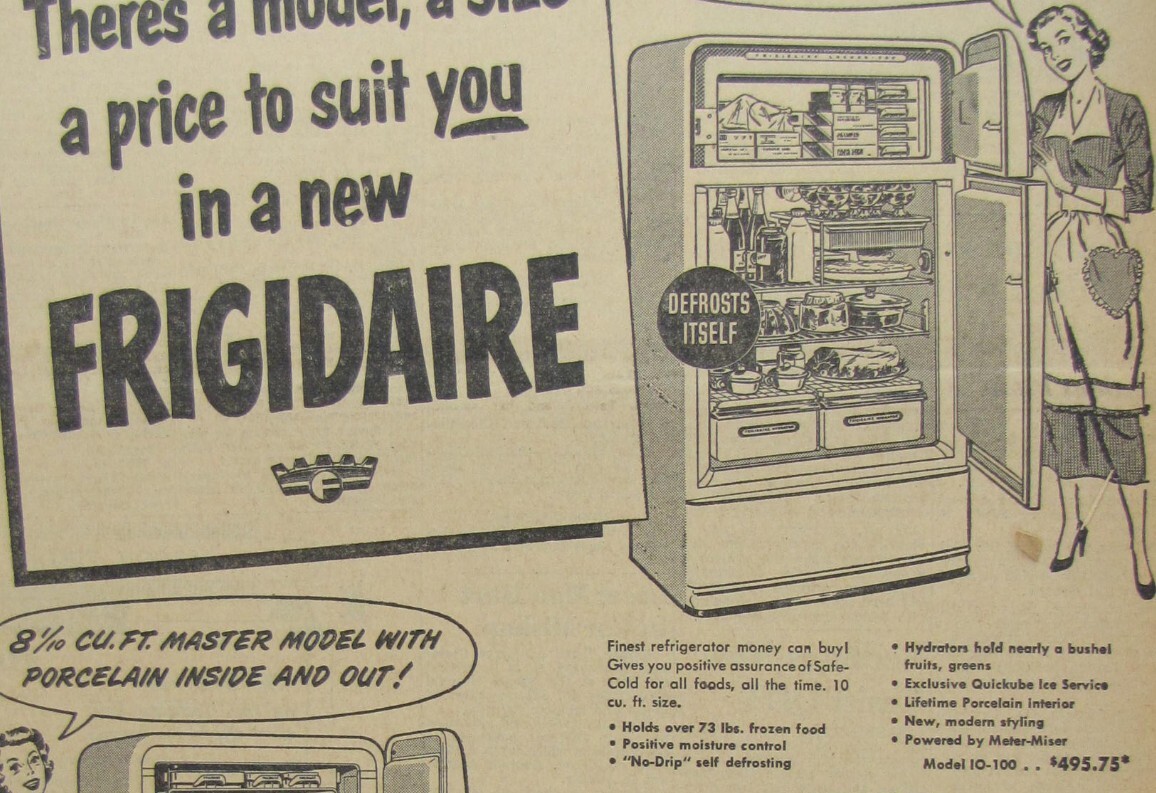 There's a model, a size
a price to suit you
in a new
FRIGIDAIRE
F
DEFROSTS
ITSELF
8 1/10 CU. FT. MASTER MODEL WITH
PORCELAIN INSIDE AND OUT!
Finest refrigerator money can buy!
Gives you positive assurance of Safe-
Cold for all foods, all the time. 10
cu. ft. size.
• Holds over 73 lbs. frozen food
• Positive moisture control
• "No-Drip" self defrosting
• Hydrators hold nearly a bushel
fruits, greens
• Exclusive Quickube Ice Service
• Lifetime Porcelain interior
• New, modern styling
• Powered by Meter-Miser
Model IO-100 . . $495.75*